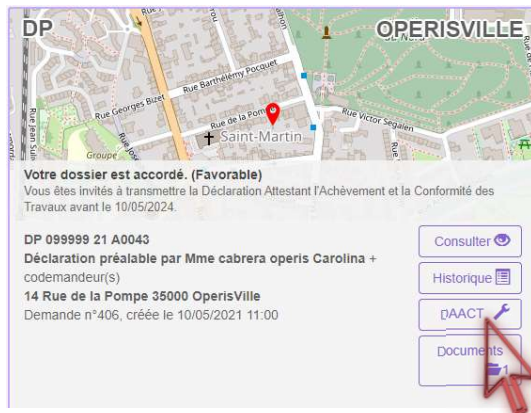 DP
OPERISVILLE
Rue Barthélémy Pocquet
Rue Georges Bizet
Rue de la Pom
Rue Victor Segalen
Rue Jean
Saint-Martin
Groupe
Votre dossier est accordé. (Favorable)
Vous êtes invités à transmettre la Déclaration Attestant l'Achèvement et la Conformité des
Travaux avant le 10/05/2024.
DP 099999 21 A0043
Déclaration préalable par Mme cabrera operis Carolina +
codemandeur(s)
14 Rue de la Pompe 35000 OperisVille
Demande n°406, créée le 10/05/2021 11:00
Consulter
Historique
DAACT
Documents
1